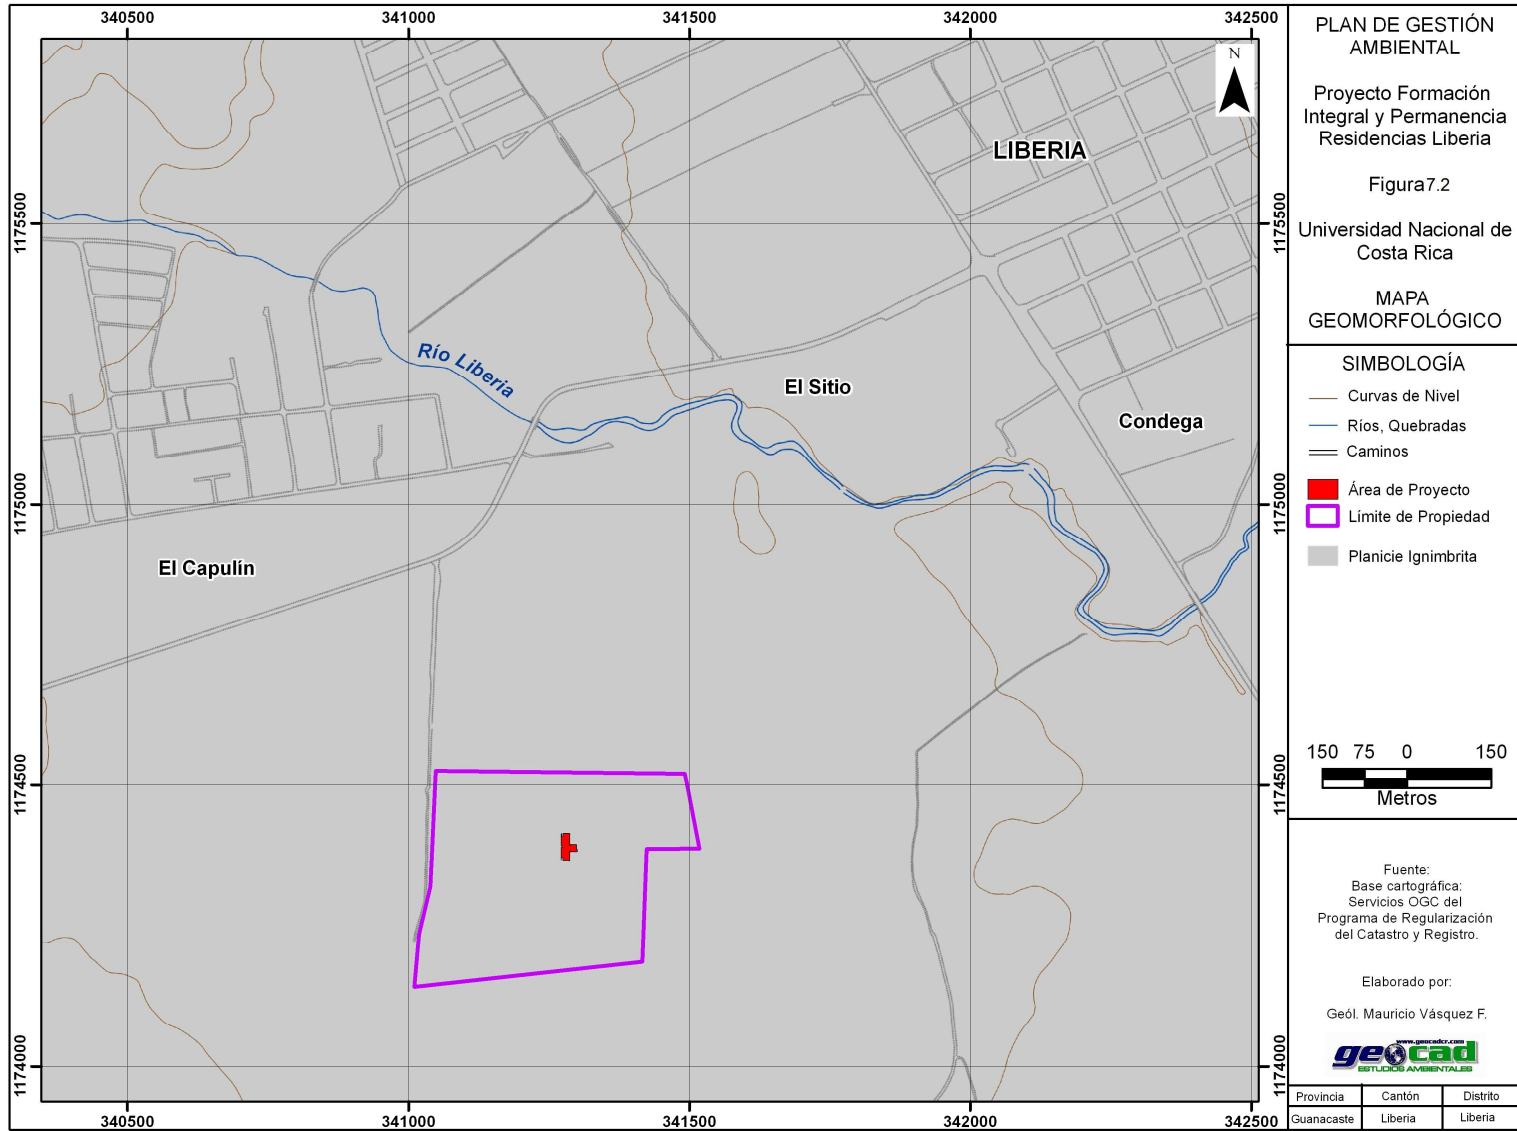 340500
341000
341500
342000
342500
1175500
1175000
1174500
1174000
N
LIBERIA
Río Liberia
El Sitio
Condega
El Capulín
1175500
1175000
1174500
1174000
340500
341000
341500
342000
342500
PLAN DE GESTIÓN
AMBIENTAL
Proyecto Formación
Integral y Permanencia
Residencias Liberia
Figura7.2
Universidad Nacional de
Costa Rica
MAPA
GEOMORFOLÓGICO
SIMBOLOGÍA
Curvas de Nivel
Ríos, Quebradas
Caminos
Área de Proyecto
Límite de Propiedad
Planicie Ignimbrita
150 75 0 150
Metros
Fuente:
Base cartográfica:
Servicios OGC del
Programa de Regularización
del Catastro y Registro.
Elaborado por:
Geól. Mauricio Vásquez F.
www.geocadcr.com
geocad
ESTUDIOS AMBIENTALES
Provincia Cantón Distrito
Guanacaste Liberia Liberia